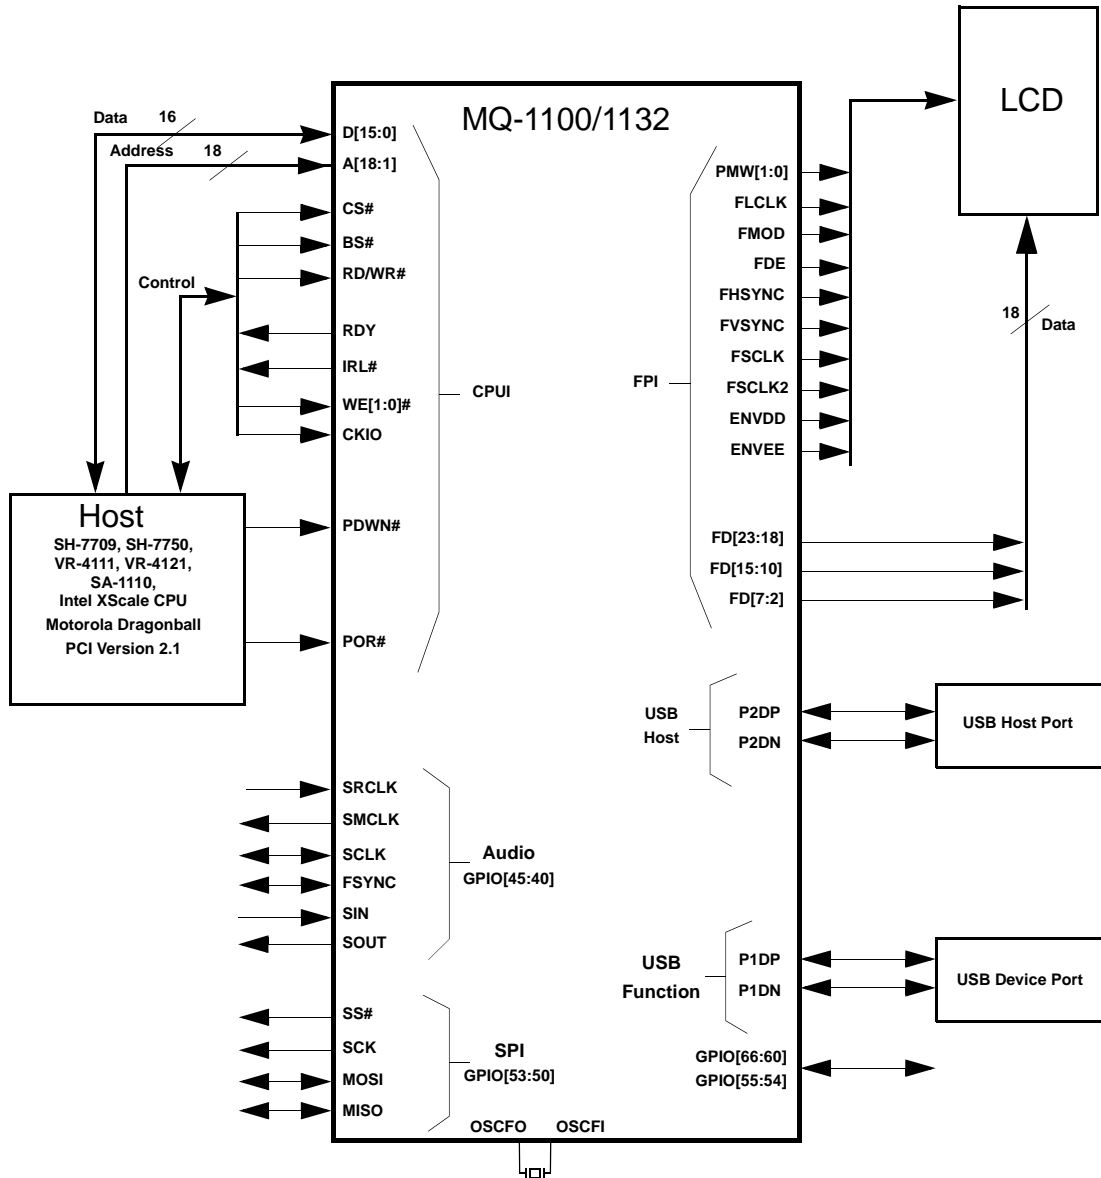 MQ-1100/1132
LCD
Data 16
Address 18
Control
D[15:0]
A[18:1]
CS#
BS#
RD/WR#
RDY
IRL#
WE[1:0]#
CKIO
PDWN#
POR#
CPUI
Host
SH-7709, SH-7750,
VR-4111, VR-4121,
SA-1110,
Intel XScale CPU
Motorola Dragonball
PCI Version 2.1
SRCLK
SMCLK
SCLK
FSYNC
SIN
SOUT
Audio
GPIO[45:40]
SS#
SCK
MOSI
MISO
SPI
GPIO[53:50]
OSCFO OSCFI
FPI
PMW[1:0]
FLCLK
FMOD
FDE
FHSYNC
FVSYNC
FSCLK
FSCLK2
ENVDD
ENVEE
FD[23:18]
FD[15:10]
FD[7:2]
18
Data
USB
Host
P2DP
P2DN
USB Host Port
USB
Function
P1DP
P1DN
USB Device Port
GPIO[66:60]
GPIO[55:54]